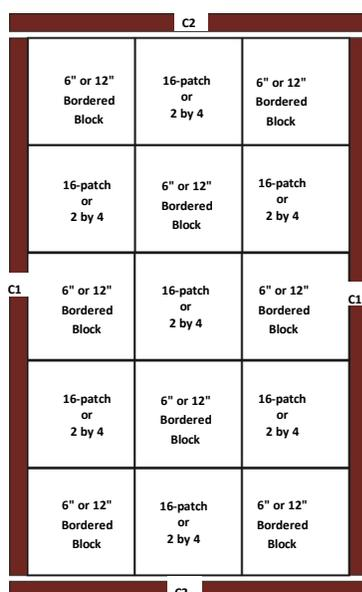 C2
6" or 12"
Bordered
Block
16-patch
or
2 by 4
6" or 12"
Bordered
Block
16-patch
or
2 by 4
6" or 12"
Bordered
Block
16-patch
or
2 by 4
C1
6" or 12"
Bordered
Block
16-patch
or
2 by 4
6" or 12"
Bordered
Block
C1
16-patch
or
2 by 4
6" or 12"
Bordered
Block
16-patch
or
2 by 4
6" or 12"
Bordered
Block
16-patch
or
2 by 4
6" or 12"
Bordered
Block